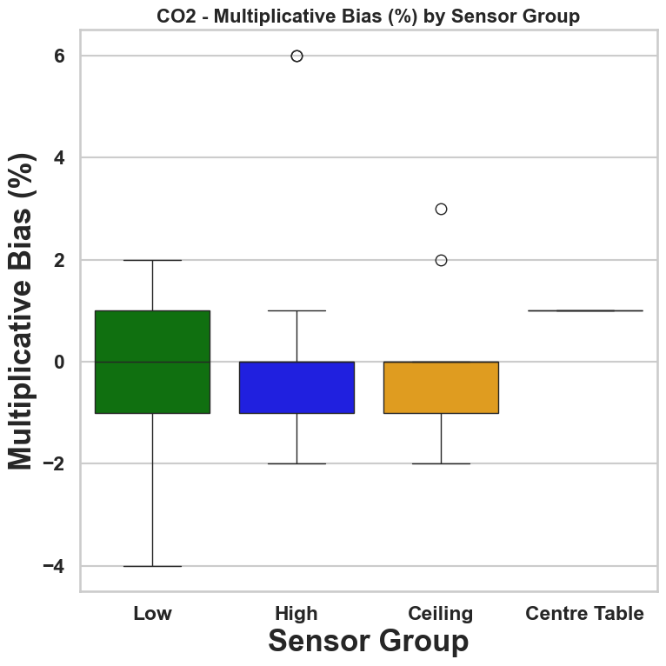 CO2 - Multiplicative Bias (%) by Sensor Group
Multiplicative Bias (%)
6
4
2
0
−2
−4
Low High Ceiling Centre Table
Sensor Group